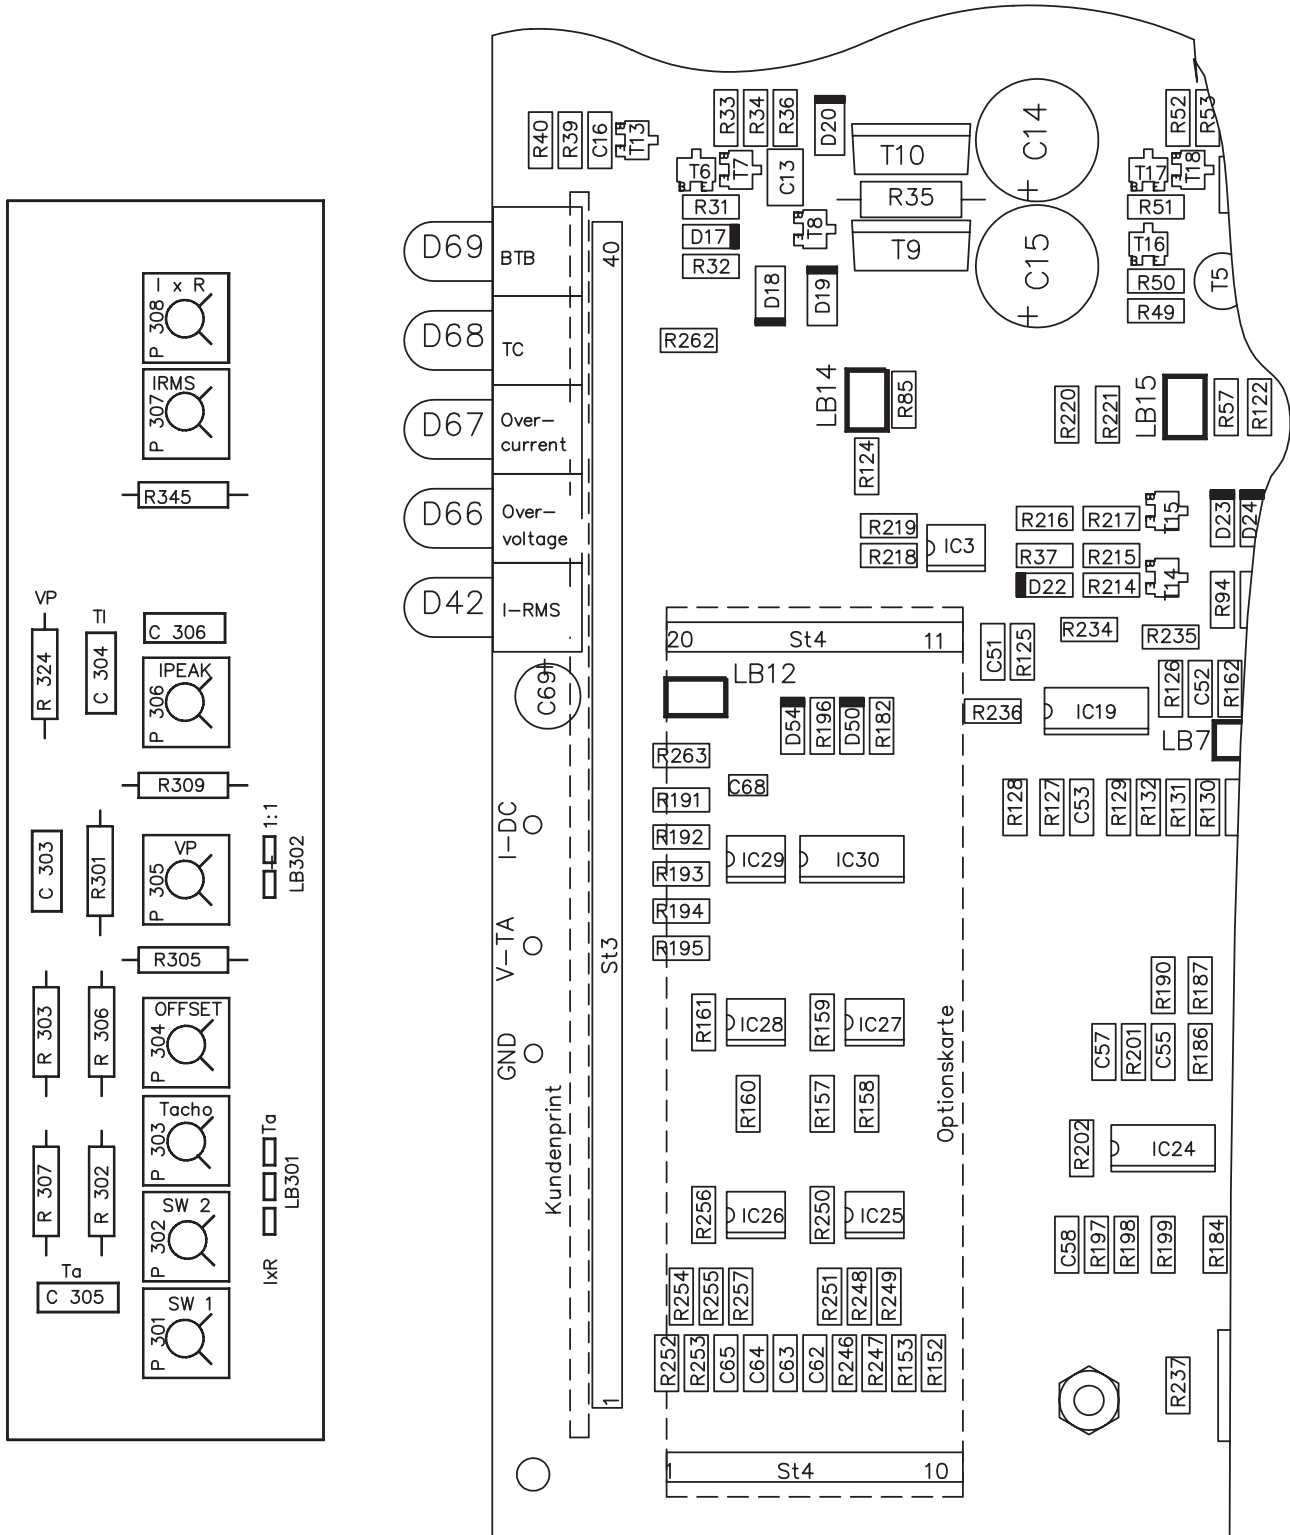 I x R
P 308
IRMS
P 307
R345
VP
R 324
TI
C 304
C 306
IPEAK
P 306
R309
C 303
R301
VP
P 305
1:1
LB302
R305
R 303
R 306
OFFSET
P 304
Tacho
P 303
Ta
LB301
IxR
R 307
R 302
SW 2
P 302
Ta
C 305
SW 1
P 301
R40
R39
C16
T13
R33
R34
R36
D20
T6
T7
C13
T10
C14
+
R31
R35
D17
T8
T9
C15
+
R32
D18
D19
R262
R52
R53
T17
T18
R51
T16
R50
T5
R49
D69
BTB
40
D68
TC
D67
Over-
current
D66
Over-
voltage
D42
I-RMS
C69
+
LB14
R85
R124
R220
R221
LB15
R57
R122
R219
R218
IC3
R216
R217
T15
D23
D24
R37
R215
D22
R214
T14
R94
20
St4
11
C51
R125
R234
R235
LB12
D54
R196
D50
R182
R236
IC19
R126
C52
R162
LB7
R263
C68
R191
R192
R193
R194
R195
IC29
IC30
R128
R127
C53
R129
R132
R131
R130
I-DC
V-TA
GND
St3
Kundenprint
R161
IC28
R159
IC27
R160
R157
R158
Optionskarte
R190
R187
C57
R201
C55
R186
R202
IC24
R256
IC26
R250
IC25
C58
R197
R198
R199
R184
R254
R255
R257
R251
R248
R249
R252
R253
C65
C64
C63
C62
R246
R247
R153
R152
R237
1
1
St4
10